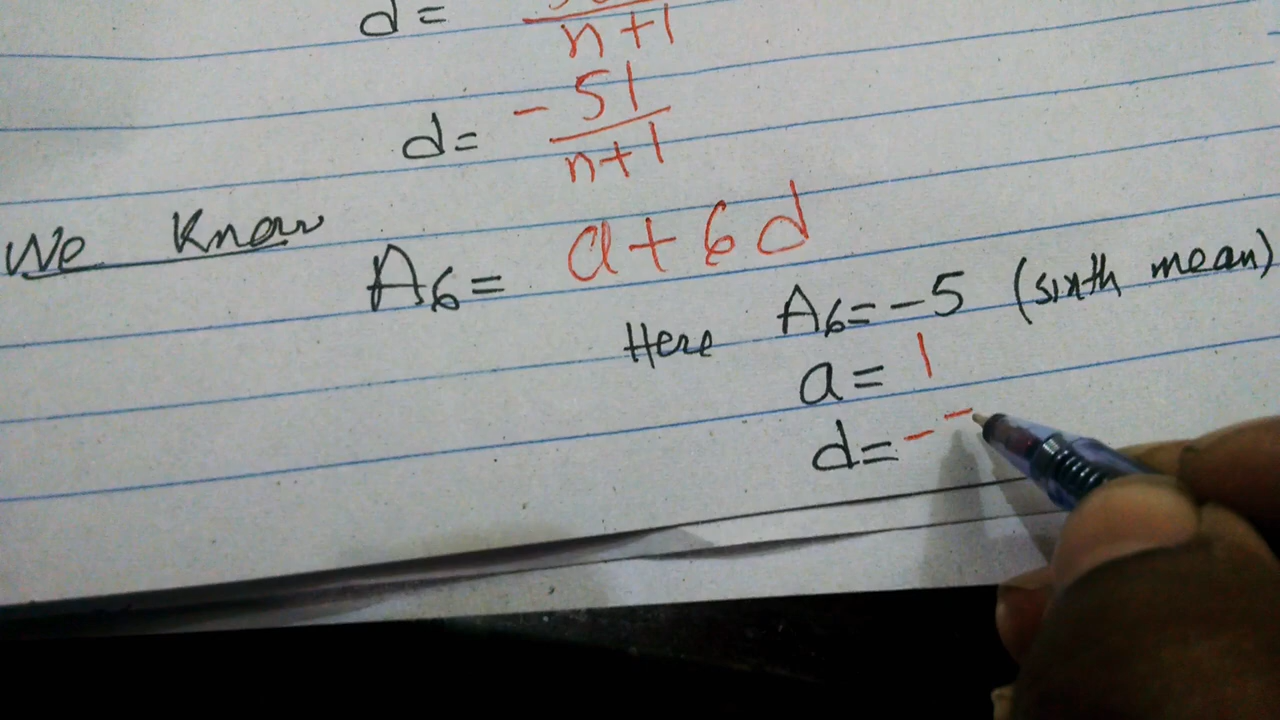 d =
n+1
d = -51
n+1
We Know
A6 = a+6d
Here A6 = -5 (sixth mean)
a = 1
d = -